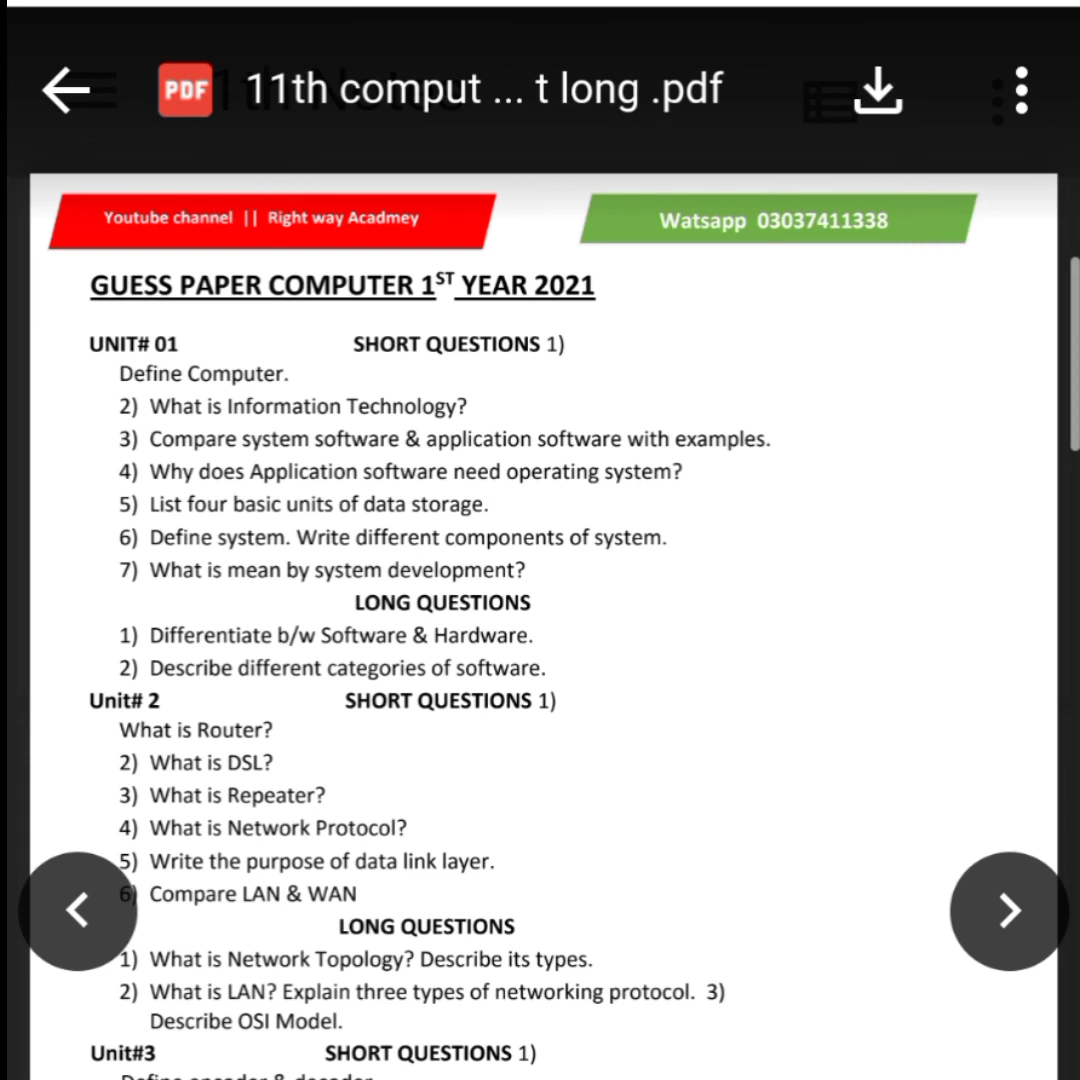 PDF 11th comput ... t long .pdf
Youtube channel || Right way Acadmey
Watsapp 03037411338
GUESS PAPER COMPUTER 1ST YEAR 2021
UNIT# 01 SHORT QUESTIONS 1)
Define Computer.
2) What is Information Technology?
3) Compare system software & application software with examples.
4) Why does Application software need operating system?
5) List four basic units of data storage.
6) Define system. Write different components of system.
7) What is mean by system development?
LONG QUESTIONS
1) Differentiate b/w Software & Hardware.
2) Describe different categories of software.
Unit# 2 SHORT QUESTIONS 1)
What is Router?
2) What is DSL?
3) What is Repeater?
4) What is Network Protocol?
5) Write the purpose of data link layer.
6) Compare LAN & WAN
LONG QUESTIONS
1) What is Network Topology? Describe its types.
2) What is LAN? Explain three types of networking protocol. 3)
Describe OSI Model.
Unit#3 SHORT QUESTIONS 1)
Define encoder & decoder